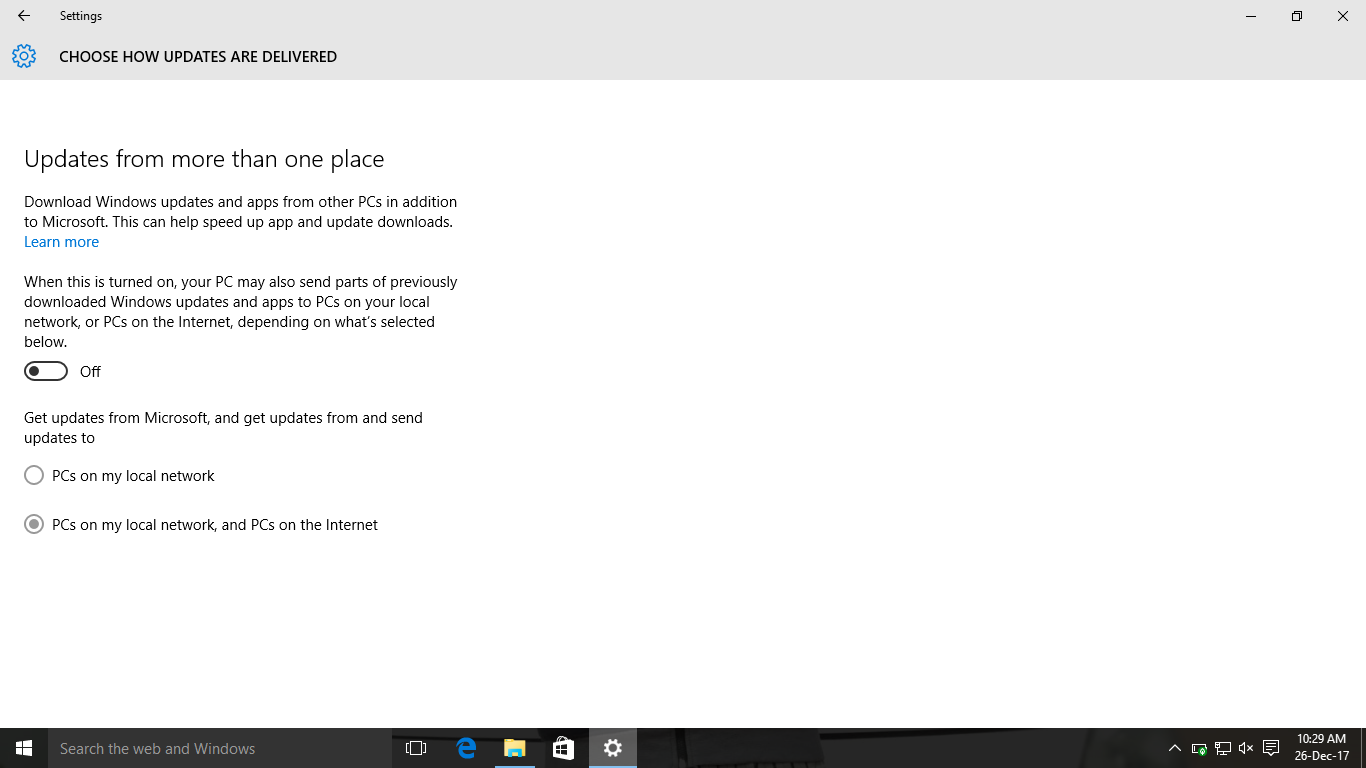 Settings
CHOOSE HOW UPDATES ARE DELIVERED
Updates from more than one place
Download Windows updates and apps from other PCs in addition
to Microsoft. This can help speed up app and update downloads.
Learn more
When this is turned on, your PC may also send parts of previously
downloaded Windows updates and apps to PCs on your local
network, or PCs on the Internet, depending on what’s selected
below.
Off
Get updates from Microsoft, and get updates from and send
updates to
PCs on my local network
PCs on my local network, and PCs on the Internet
Search the web and Windows
10:29 AM
26-Dec-17